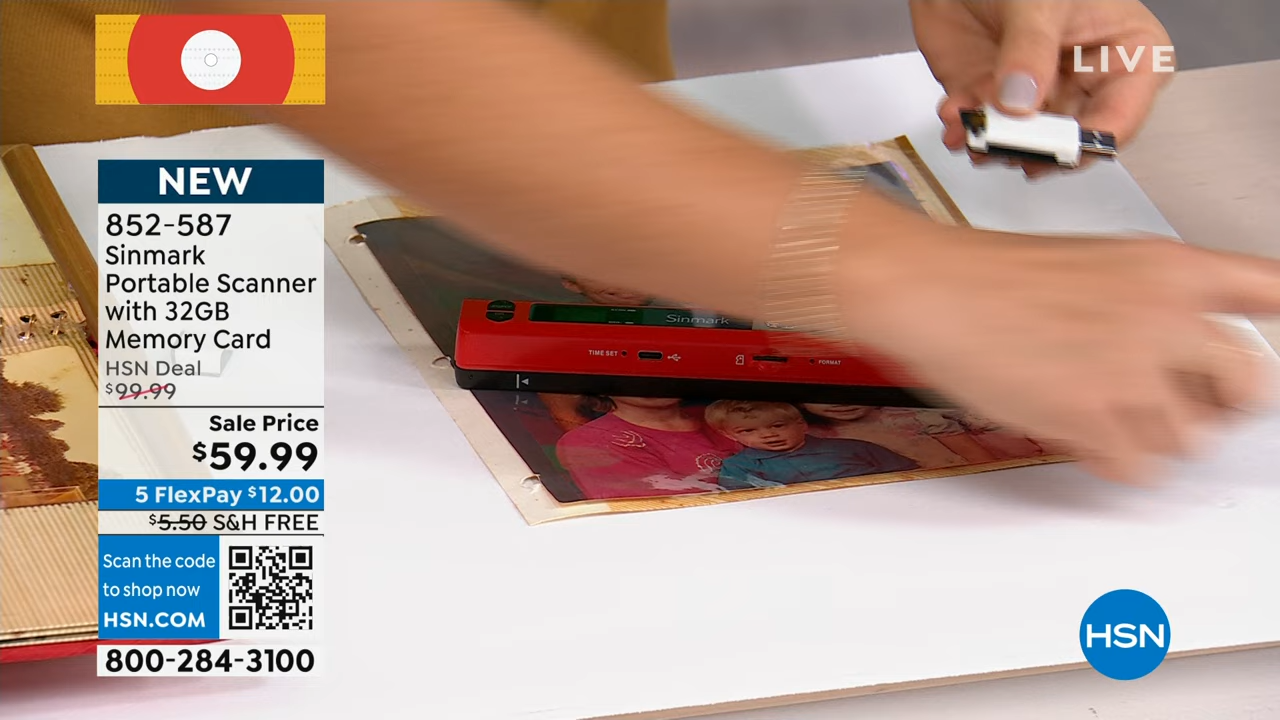 LIVE
NEW
852-587
Sinmark
Portable Scanner
with 32GB
Memory Card
HSN Deal
$99.99
Sale Price
$59.99
5 FlexPay $12.00
$5.50 S&H FREE
Scan the code
to shop now
HSN.COM
800-284-3100
Sinmark
TIME SET
FORMAT
HSN